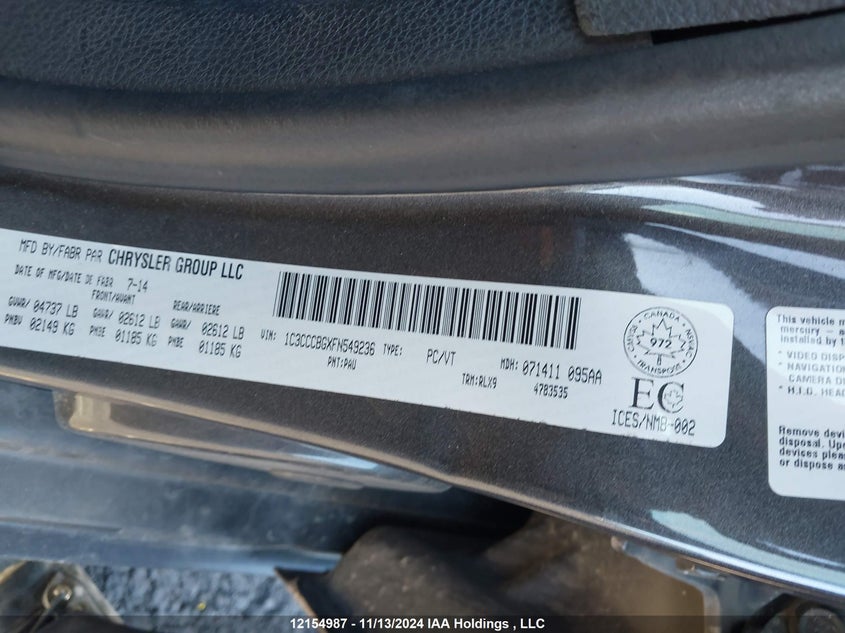 MFD BY/FABR PAR CHRYSLER GROUP LLC
DATE OF MFG/DATE DE FABR 7-14
FRONT/AVANT REAR/ARRIERE
GVWR/ 04737 LB GAWR/ 02612 LB GAWR/ 02612 LB
PNBV 02149 KG PNBE 01185 KG PNBE 01185 KG
VIN: 1C3CCCBGXFN549236 TYPE: PC/VT MDH: 071411 095AA
PNT:PAU TRM:RLX9 4783535
CANADA
972
TRANSPORT
EC
ICES/NMB-002
This vehicle m
mercury —
VIDEO DISP
NAVIGATION
CAMERA DI
H.I.D. HEA
Remove devi
disposal. Upo
devices pleas
or dispose a
12154987 - 11/13/2024 IAA Holdings , LLC